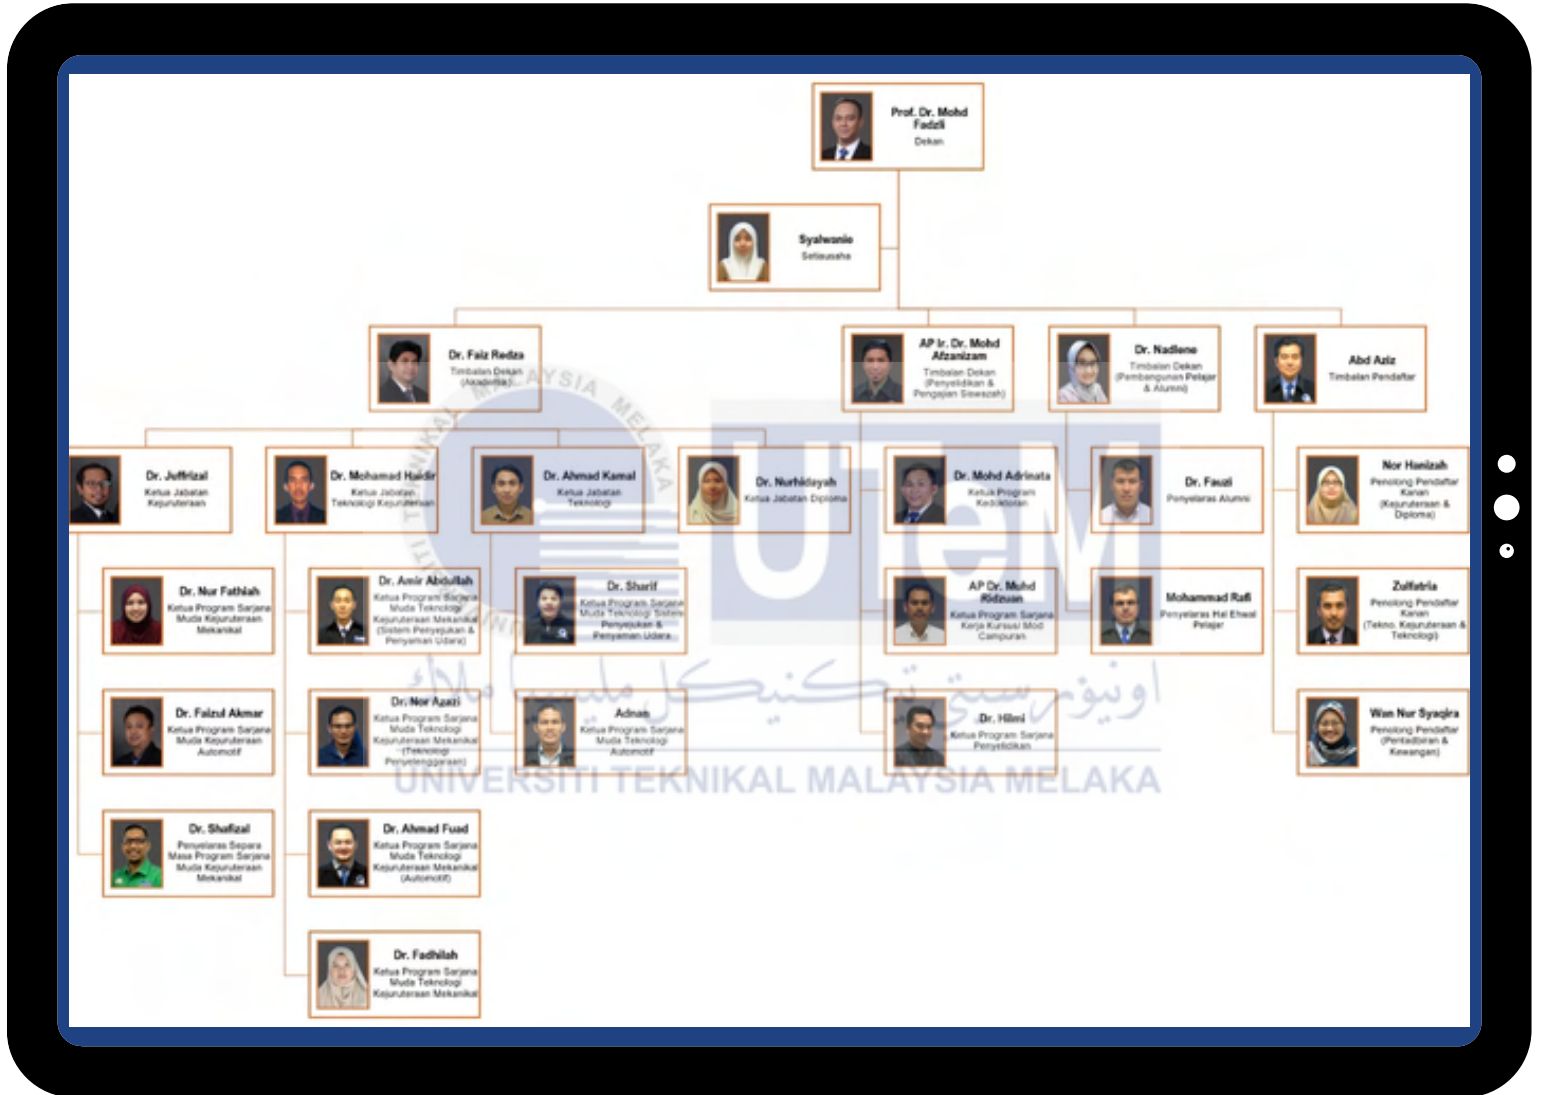 Prof. Dr. Mohd
Fadzli
Dekan
Syalwanie
Setiausaha
Dr. Faiz Redza
Timbalan Dekan
(Akademik)
AP Ir. Dr. Mohd
Afzanizam
Timbalan Dekan
(Penyelidikan &
Pengajian Siswazah)
Dr. Nadlene
Timbalan Dekan
(Pembangunan Pelajar
& Alumni)
Abd Aziz
Timbalan Pendaftar
Dr. Juffrizal
Ketua Jabatan
Kejuruteraan
Dr. Mohamad Haidir
Ketua Jabatan
Teknologi Kejuruteraan
Dr. Ahmad Kamal
Ketua Jabatan
Teknologi
Dr. Nurhidayah
Ketua Jabatan Diploma
Dr. Mohd Adrinata
Ketua Program
Kedoktoran
Dr. Fauzi
Penyelaras Alumni
Nor Hanizah
Penolong Pendaftar
Kanan
(Kejuruteraan &
Diploma)
Dr. Nur Fathiah
Ketua Program Sarjana
Muda Kejuruteraan
Mekanikal
Dr. Amir Abdullah
Ketua Program Sarjana
Muda Teknologi
Kejuruteraan Mekanikal
(Sistem Penyejukan &
Penyaman Udara)
Dr. Sharif
Ketua Program Sarjana
Muda Teknologi Sistem
Penyejukan &
Penyaman Udara
AP Dr. Muhd
Ridzuan
Ketua Program Sarjana
Kerja Kursus/ Mod
Campuran
Mohammad Rafi
Penyelaras Hal Ehwal
Pelajar
Zulfatria
Penolong Pendaftar
Kanan
(Tekno. Kejuruteraan &
Teknologi)
Dr. Faizul Akmar
Ketua Program Sarjana
Muda Kejuruteraan
Automotif
Dr. Nor Azazi
Ketua Program Sarjana
Muda Teknologi
Kejuruteraan Mekanikal
(Teknologi
Penyelenggaraan)
Adnan
Ketua Program Sarjana
Muda Teknologi
Automotif
Dr. Hilmi
Ketua Program Sarjana
Penyelidikan
Wan Nur Syaqira
Penolong Pendaftar
(Pentadbiran &
Kewangan)
Dr. Shafizal
Penyelaras Separa
Masa Program Sarjana
Muda Kejuruteraan
Mekanikal
Dr. Ahmad Fuad
Ketua Program Sarjana
Muda Teknologi
Kejuruteraan Mekanikal
(Automotif)
Dr. Fadhilah
Ketua Program Sarjana
Muda Teknologi
Kejuruteraan Mekanikal
UTeM
اونيۏرسيتي تيكنيكل مليسيا ملاك
UNIVERSITI TEKNIKAL MALAYSIA MELAKA